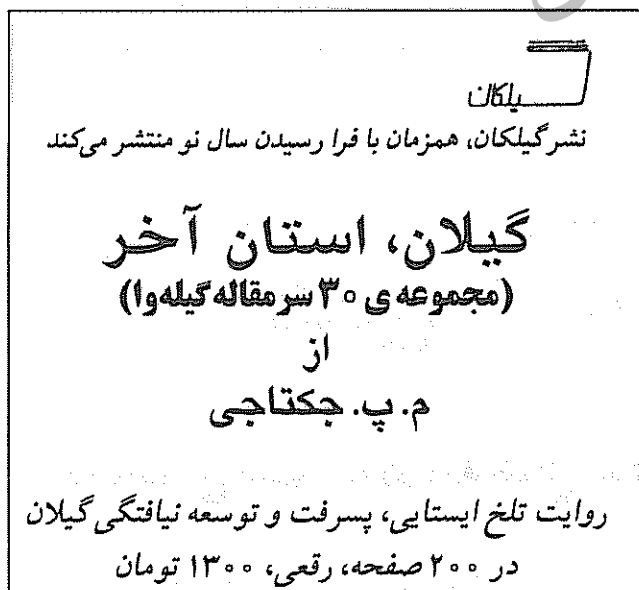 گیلکان
نشر گیلکان، همزمان با فرا رسیدن سال نو منتشر می‌کند
گیلان، استان آخر
(مجموعه‌ی ۳۰ سرمقاله گیله‌وا)
از
م. پ. جکتاجی
روایت تلخ ایستایی، پسرفت و توسعه نیافتگی گیلان
در ۲۰۰ صفحه، رقعی، ۱۳۰۰ تومان